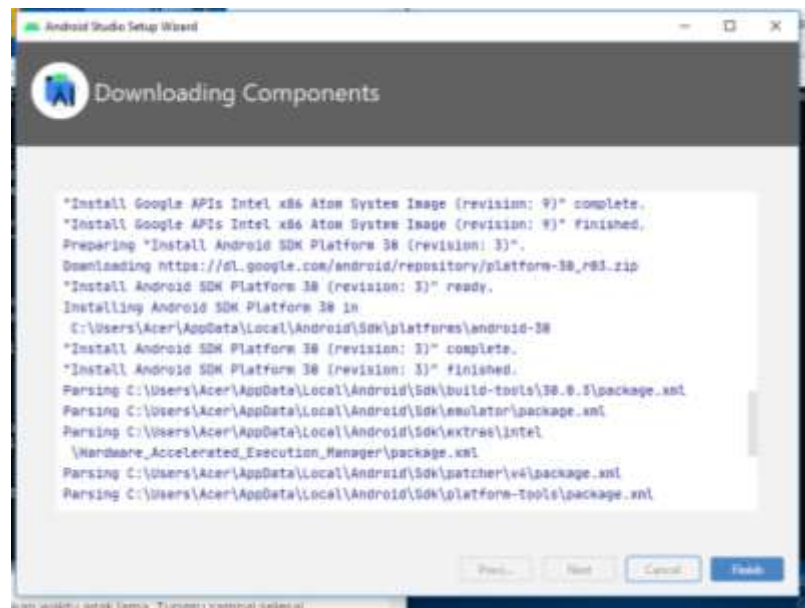 Android Studio Setup Wizard
Downloading Components
"Install Google APIs Intel x86 Atom System Image (revision: 9)" complete.
"Install Google APIs Intel x86 Atom System Image (revision: 9)" finished.
Preparing "Install Android SDK Platform 30 (revision: 3)".
Downloading https://dl.google.com/android/repository/platform-30_r03.zip
"Install Android SDK Platform 30 (revision: 3)" ready.
Installing Android SDK Platform 30 in
C:\Users\Acer\AppData\Local\Android\Sdk\platforms\android-30
"Install Android SDK Platform 30 (revision: 3)" complete.
"Install Android SDK Platform 30 (revision: 3)" finished.
Parsing C:\Users\Acer\AppData\Local\Android\Sdk\build-tools\30.0.3\package.xml
Parsing C:\Users\Acer\AppData\Local\Android\Sdk\emulator\package.xml
Parsing C:\Users\Acer\AppData\Local\Android\Sdk\extras\intel
\Hardware_Accelerated_Execution_Manager\package.xml
Parsing C:\Users\Acer\AppData\Local\Android\Sdk\patcher\v4\package.xml
Parsing C:\Users\Acer\AppData\Local\Android\Sdk\platform-tools\package.xml
Next
Cancel
Finish
waktu agak lama. Tunggu sampai selesai